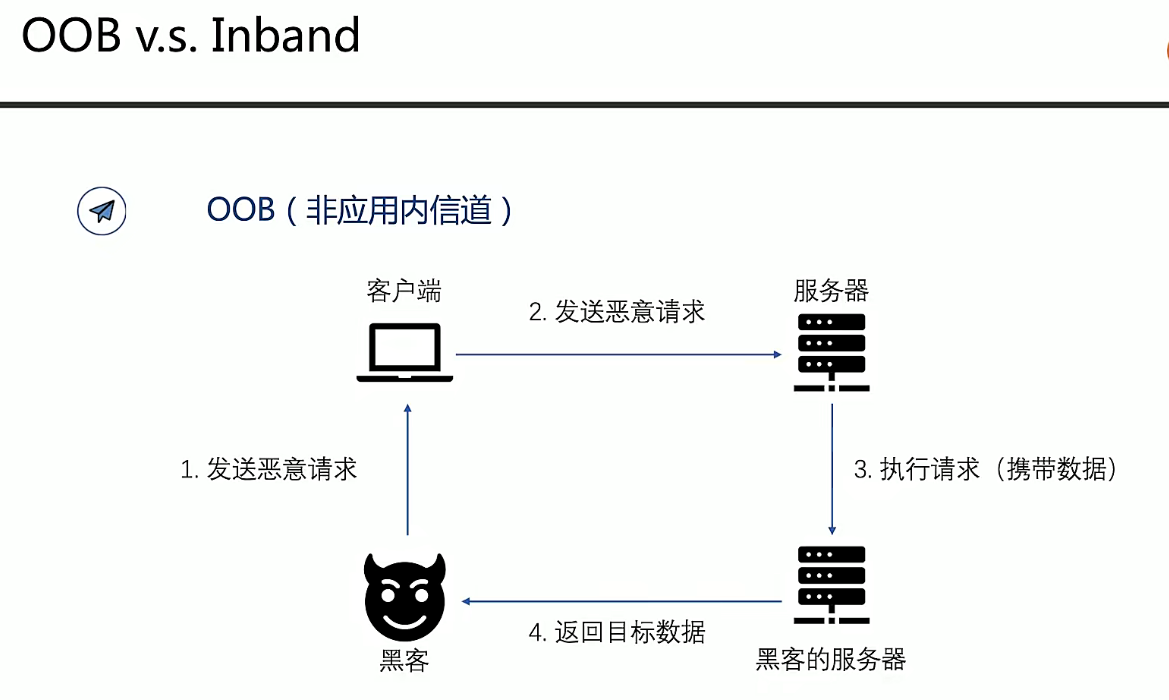 OOB v.s. Inband
OOB（非应用内信道）
客户端
2. 发送恶意请求
服务器
1. 发送恶意请求
3. 执行请求（携带数据）
4. 返回目标数据
黑客
黑客的服务器